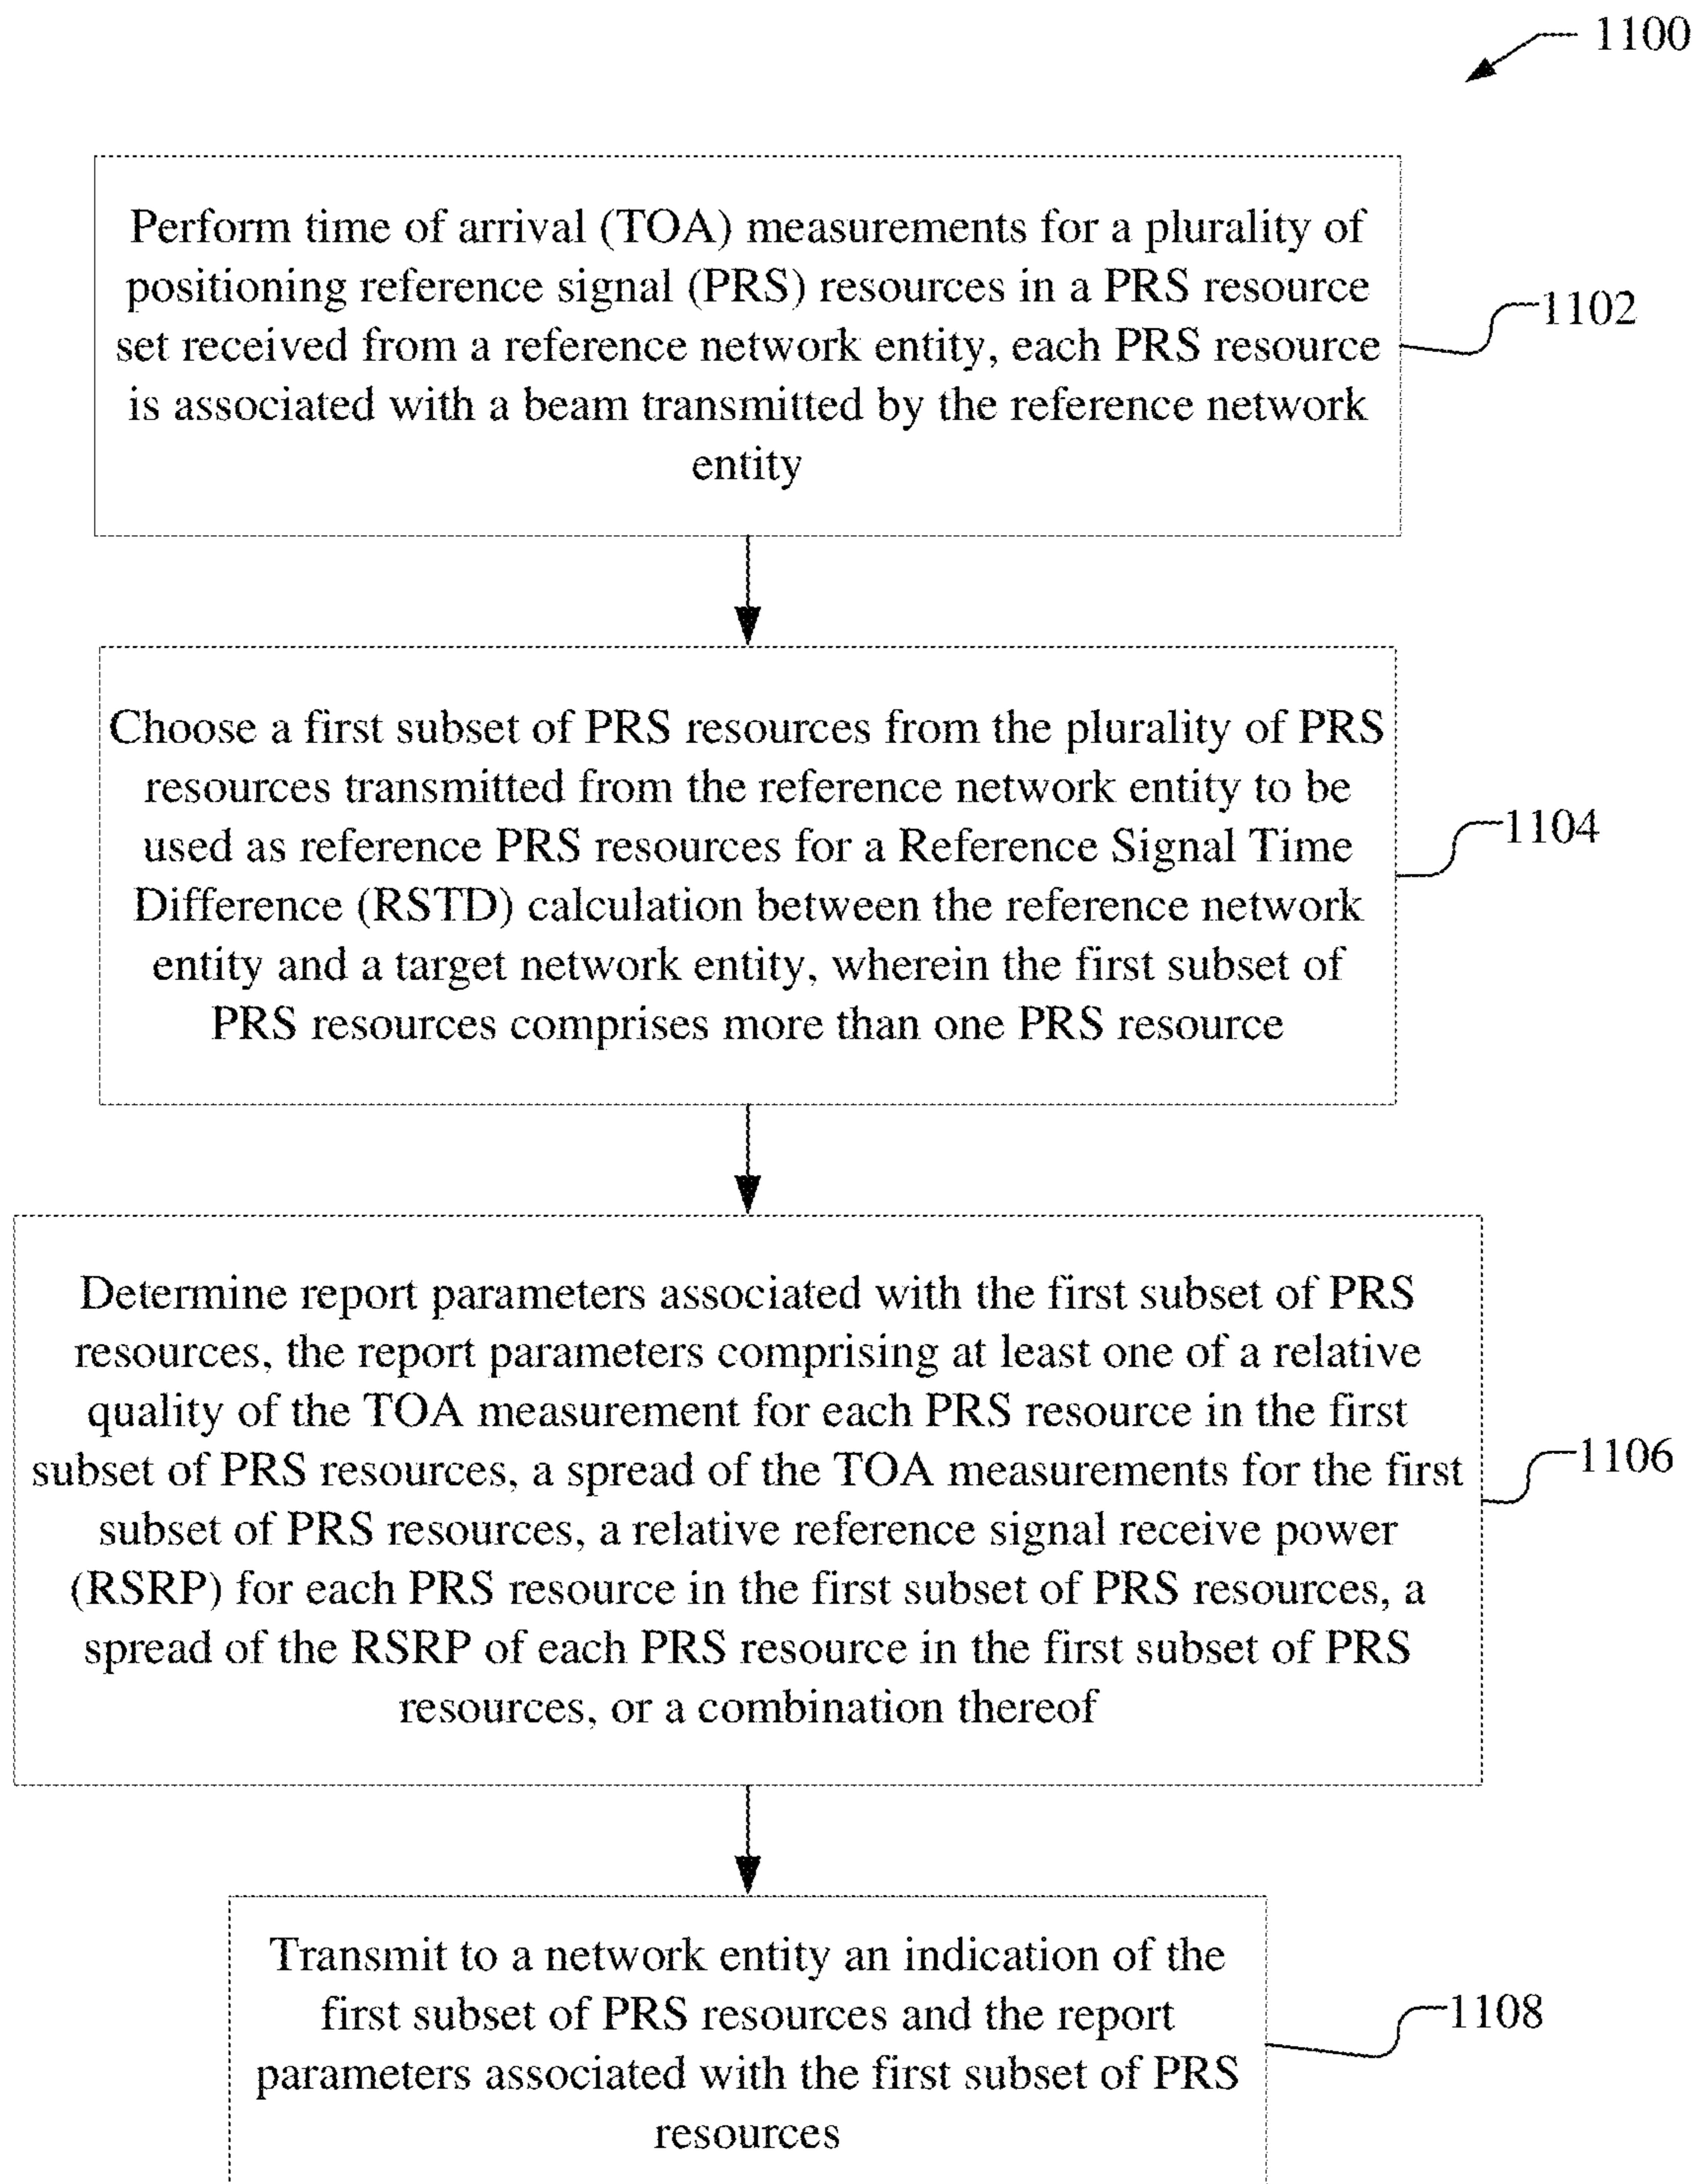 1100
Perform time of arrival (TOA) measurements for a plurality of
positioning reference signal (PRS) resources in a PRS resource
set received from a reference network entity, each PRS resource
is associated with a beam transmitted by the reference network
entity
1102
Choose a first subset of PRS resources from the plurality of PRS
resources transmitted from the reference network entity to be
used as reference PRS resources for a Reference Signal Time
Difference (RSTD) calculation between the reference network
entity and a target network entity, wherein the first subset of
PRS resources comprises more than one PRS resource
1104
Determine report parameters associated with the first subset of PRS
resources, the report parameters comprising at least one of a relative
quality of the TOA measurement for each PRS resource in the first
subset of PRS resources, a spread of the TOA measurements for the first
subset of PRS resources, a relative reference signal receive power
(RSRP) for each PRS resource in the first subset of PRS resources, a
spread of the RSRP of each PRS resource in the first subset of PRS
resources, or a combination thereof
1106
Transmit to a network entity an indication of the
first subset of PRS resources and the report
parameters associated with the first subset of PRS
resources
1108